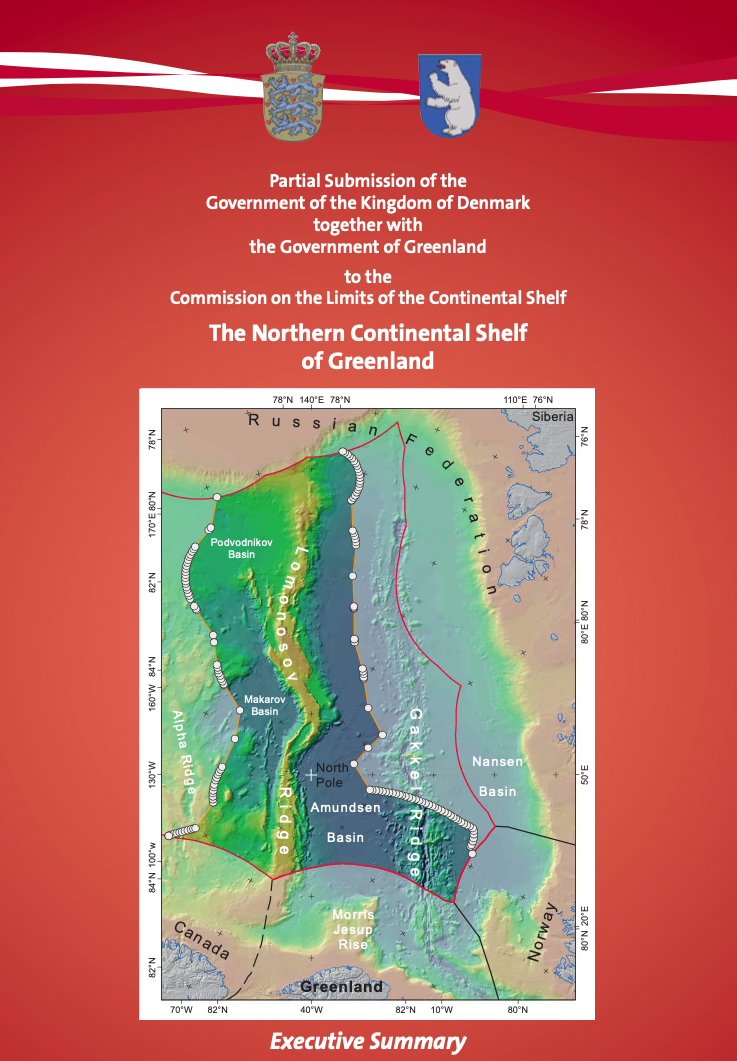 Partial Submission of the
Government of the Kingdom of Denmark
together with
the Government of Greenland
to the
Commission on the Limits of the Continental Shelf
The Northern Continental Shelf
of Greenland
78°N 140°E 78°N 110°E 76°N
Russian Federation
Siberia
78°N
76°N
170°E 80°N
78°N
Podvodnikov
Basin
Lomonosov Ridge
82°N
80°E 80°N
84°N
160°W
Makarov
Basin
Alpha Ridge
Gakkel Ridge
Nansen
Basin
North
Pole
130°W
50°E
Amundsen
Basin
100°W
84°N
Morris
Jesup
Rise
Canada
Norway
80°N 20°E
82°N
Greenland
70°W 82°N 40°W 82°N 10°W 80°N
Executive Summary